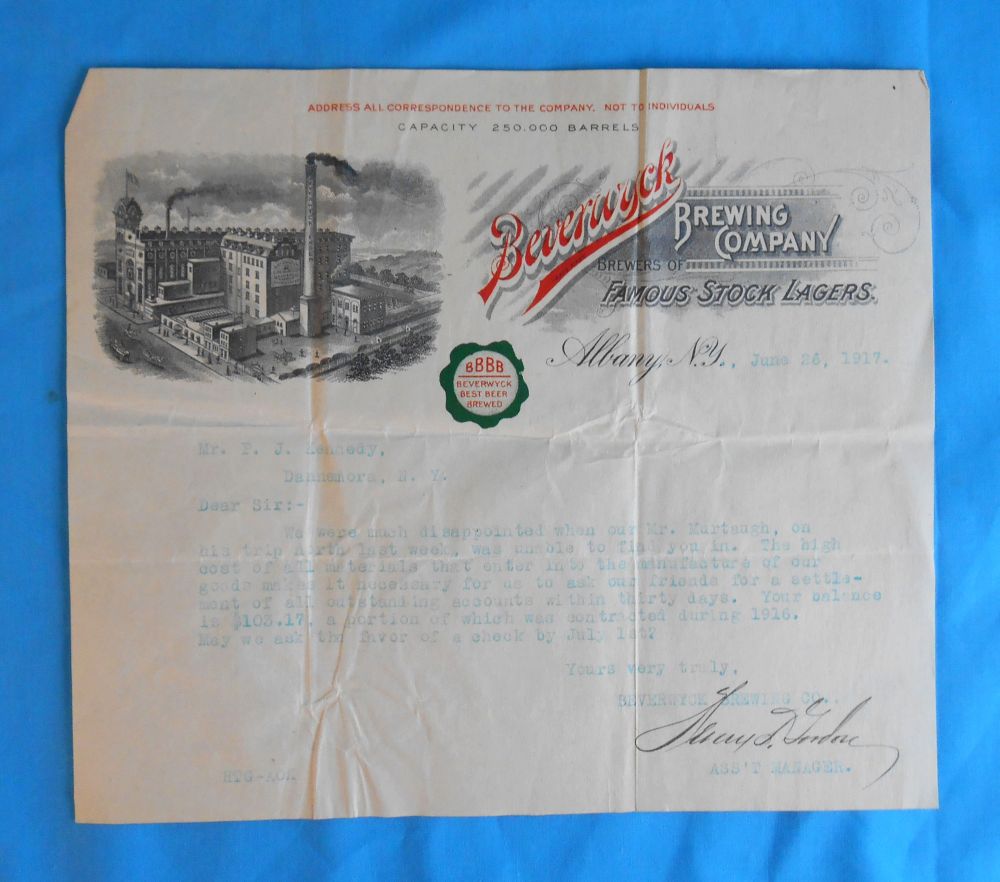 ADDRESS ALL CORRESPONDENCE TO THE COMPANY, NOT TO INDIVIDUALS
CAPACITY 250.000 BARRELS
Beverwyck
BREWING
COMPANY
BREWERS OF
FAMOUS STOCK LAGERS.
Albany, N.Y., June 26, 1917.
BBBB
BEVERWYCK
BEST BEER
BREWED
Mr. P. J. Kennedy,
Dannemora, N. Y.
Dear Sir:-
We were much disappointed when our Mr. Murtaugh, on
his trip North last week, was unable to find you in. The high
cost of all materials that enter into the manufacture of our
goods makes it necessary for us to ask our friends for a settle-
ment of all outstanding accounts within thirty days. Your balance
is $103.17, a portion of which was contracted during 1916.
May we ask the favor of a check by July 1st?
Yours very truly,
BEVERWYCK BREWING CO.,
ASS'T MANAGER.